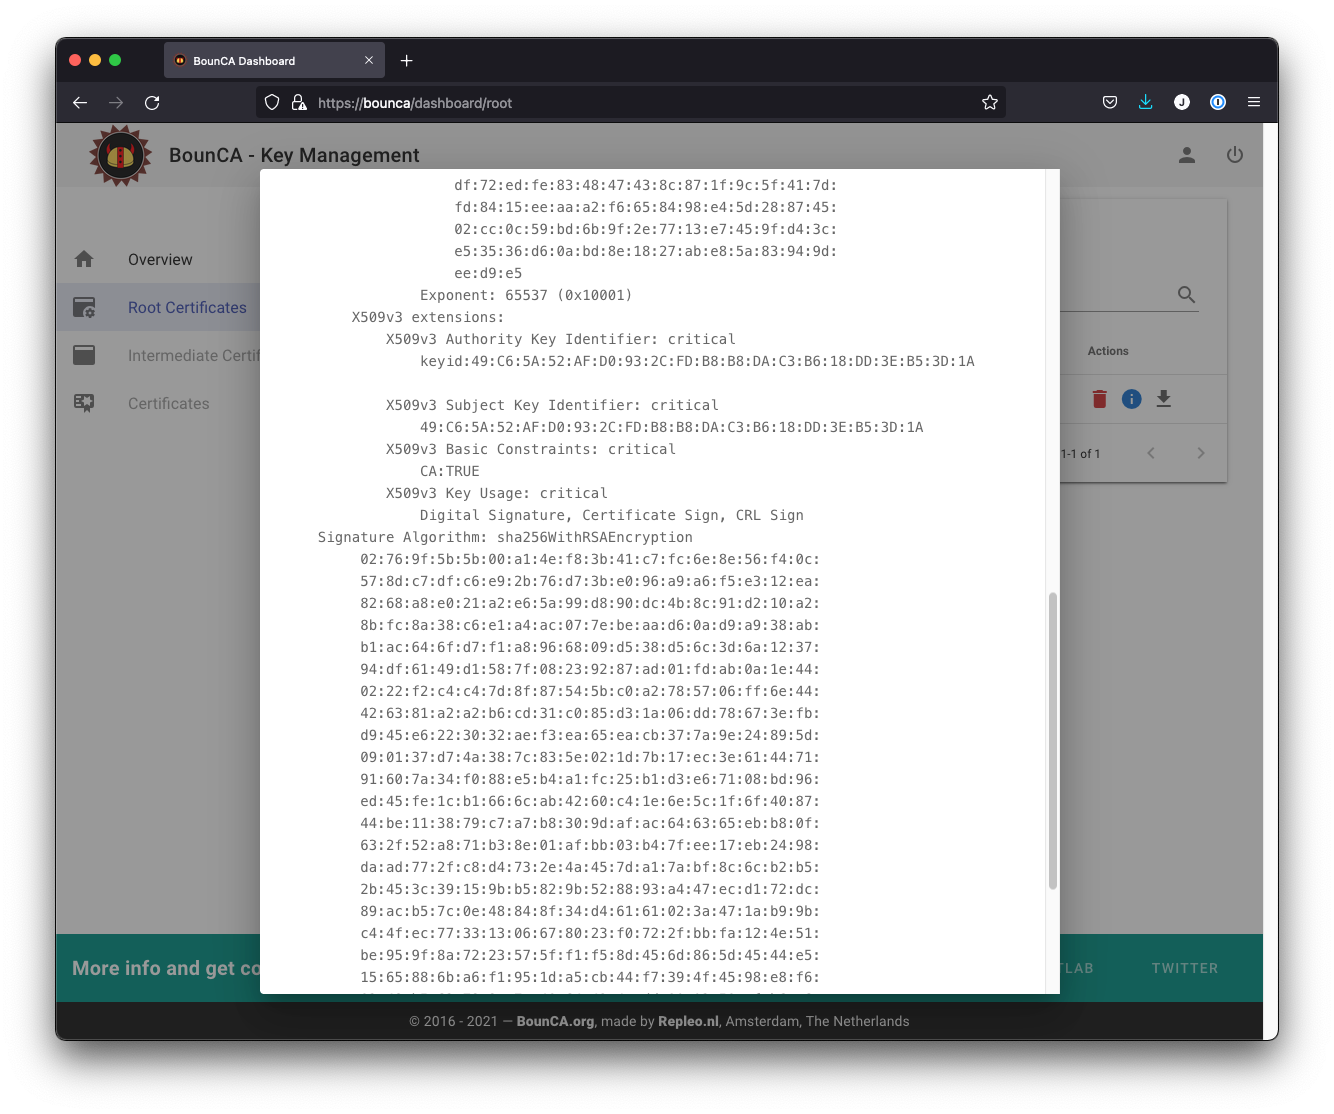 BounCA Dashboard
https://bounca/dashboard/root
J
BounCA - Key Management
Overview
Root Certificates
Intermediate Certif
Certificates
df:72:ed:fe:83:48:47:43:8c:87:1f:9c:5f:41:7d:
fd:84:15:ee:aa:a2:f6:65:84:98:e4:5d:28:87:45:
02:cc:0c:59:bd:6b:9f:2e:77:13:e7:45:9f:d4:3c:
e5:35:36:d6:0a:bd:8e:18:27:ab:e8:5a:83:94:9d:
ee:d9:e5
Exponent: 65537 (0x10001)
X509v3 extensions:
X509v3 Authority Key Identifier: critical
keyid:49:C6:5A:52:AF:D0:93:2C:FD:B8:B8:DA:C3:B6:18:DD:3E:B5:3D:1A
X509v3 Subject Key Identifier: critical
49:C6:5A:52:AF:D0:93:2C:FD:B8:B8:DA:C3:B6:18:DD:3E:B5:3D:1A
X509v3 Basic Constraints: critical
CA:TRUE
X509v3 Key Usage: critical
Digital Signature, Certificate Sign, CRL Sign
Signature Algorithm: sha256WithRSAEncryption
02:76:9f:5b:5b:00:a1:4e:f8:3b:41:c7:fc:6e:8e:56:f4:0c:
57:8d:c7:df:c6:e9:2b:76:d7:3b:e0:96:a9:a6:f5:e3:12:ea:
82:68:a8:e0:21:a2:e6:5a:99:d8:90:dc:4b:8c:91:d2:10:a2:
8b:fc:8a:38:c6:e1:a4:ac:07:7e:be:aa:d6:0a:d9:a9:38:ab:
b1:ac:64:6f:d7:f1:a8:96:68:09:d5:38:d5:6c:3d:6a:12:37:
94:df:61:49:d1:58:7f:08:23:92:87:ad:01:fd:ab:0a:1e:44:
02:22:f2:c4:c4:7d:8f:87:54:5b:c0:a2:78:57:06:ff:6e:44:
42:63:81:a2:a2:b6:cd:31:c0:85:d3:1a:06:dd:78:67:3e:fb:
d9:45:e6:22:30:32:ae:f3:ea:65:ea:cb:37:7a:9e:24:89:5d:
09:01:37:d7:4a:38:7c:83:5e:02:1d:7b:17:ec:3e:61:44:71:
91:60:7a:34:f0:88:e5:b4:a1:fc:25:b1:d3:e6:71:08:bd:96:
ed:45:fe:1c:b1:66:6c:ab:42:60:c4:1e:6e:5c:1f:6f:40:87:
44:be:11:38:79:c7:a7:b8:30:9d:af:ac:64:63:65:eb:b8:0f:
63:2f:52:a8:71:b3:8e:01:af:bb:03:b4:7f:ee:17:eb:24:98:
da:ad:77:2f:c8:d4:73:2e:4a:45:7d:a1:7a:bf:8c:6c:b2:b5:
2b:45:3c:39:15:9b:b5:82:9b:52:88:93:a4:47:ec:d1:72:dc:
89:ac:b5:7c:0e:48:84:8f:34:d4:61:61:02:3a:47:1a:b9:9b:
c4:4f:ec:77:33:13:06:67:80:23:f0:72:2f:bb:fa:12:4e:51:
be:95:9f:8a:72:23:57:5f:f1:f5:8d:45:6d:86:5d:45:44:e5:
15:65:88:6b:a6:f1:95:1d:a5:cb:44:f7:39:4f:45:98:e8:f6:
Actions
1-1 of 1
More info and get co
TLAB
TWITTER
© 2016 - 2021 — BounCA.org, made by Repleo.nl, Amsterdam, The Netherlands